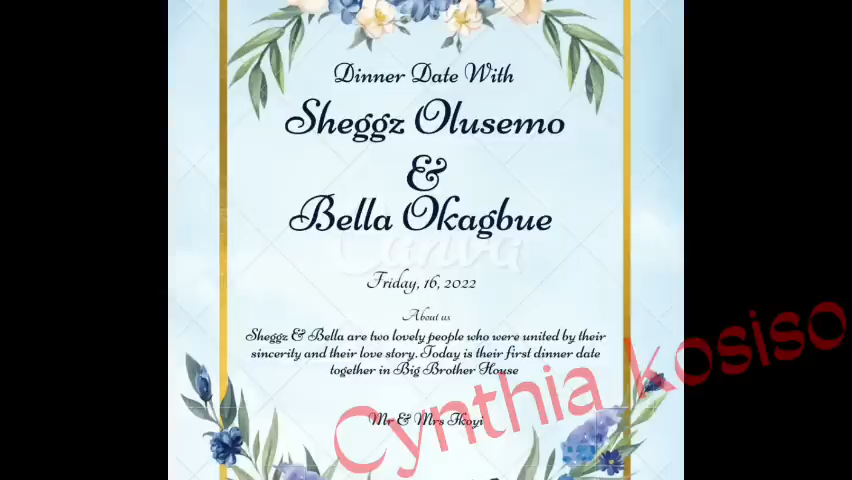 Dinner Date With
Sheggz Olusemo
&
Bella Okagbue
Canva
Friday, 16, 2022
About us
Sheggz & Bella are two lovely people who were united by their
sincerity and their love story. Today is their first dinner date
together in Big Brother House
Mr & Mrs Ikoyi
Cynthia kosiso